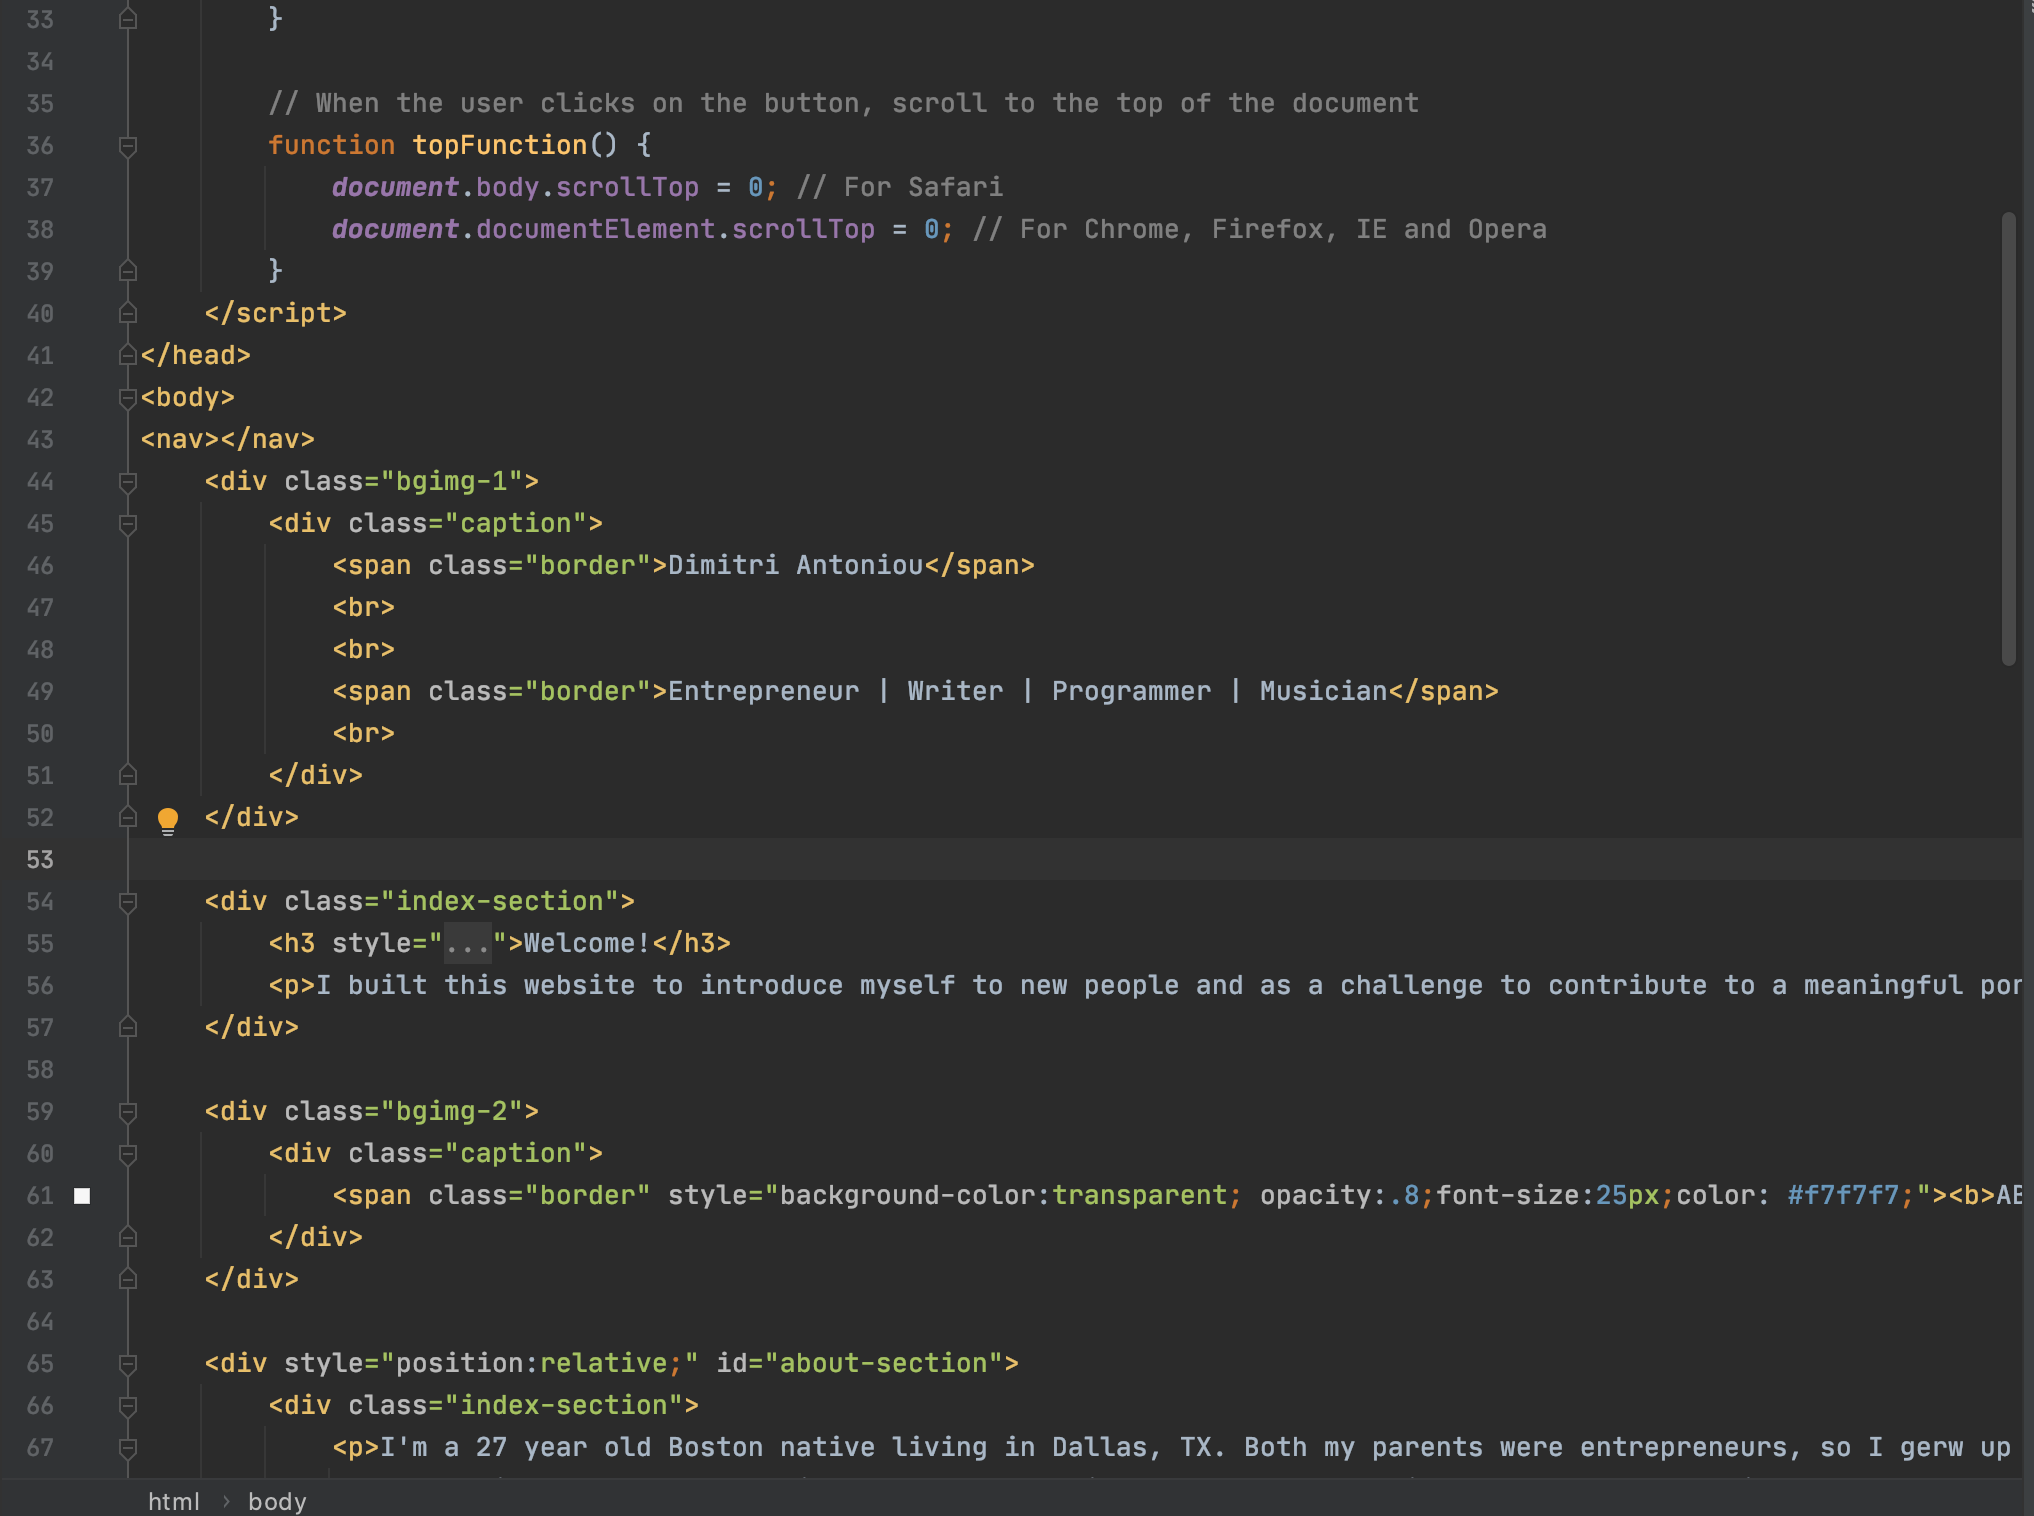 33 }
34
35 // When the user clicks on the button, scroll to the top of the document
36 function topFunction() {
37 document.body.scrollTop = 0; // For Safari
38 document.documentElement.scrollTop = 0; // For Chrome, Firefox, IE and Opera
39 }
40 </script>
41 </head>
42 <body>
43 <nav></nav>
44 <div class="bgimg-1">
45 <div class="caption">
46 <span class="border">Dimitri Antoniou</span>
47 <br>
48 <br>
49 <span class="border">Entrepreneur | Writer | Programmer | Musician</span>
50 <br>
51 </div>
52 </div>
53
54 <div class="index-section">
55 <h3 style="...">Welcome!</h3>
56 <p>I built this website to introduce myself to new people and as a challenge to contribute to a meaningful
57 </div>
58
59 <div class="bgimg-2">
60 <div class="caption">
61 <span class="border" style="background-color:transparent; opacity:.8;font-size:25px;color: #f7f7f7;"><b>
62 </div>
63 </div>
64
65 <div style="position:relative;" id="about-section">
66 <div class="index-section">
67 <p>I'm a 27 year old Boston native living in Dallas, TX. Both my parents were entrepreneurs, so I gerw up
html › body